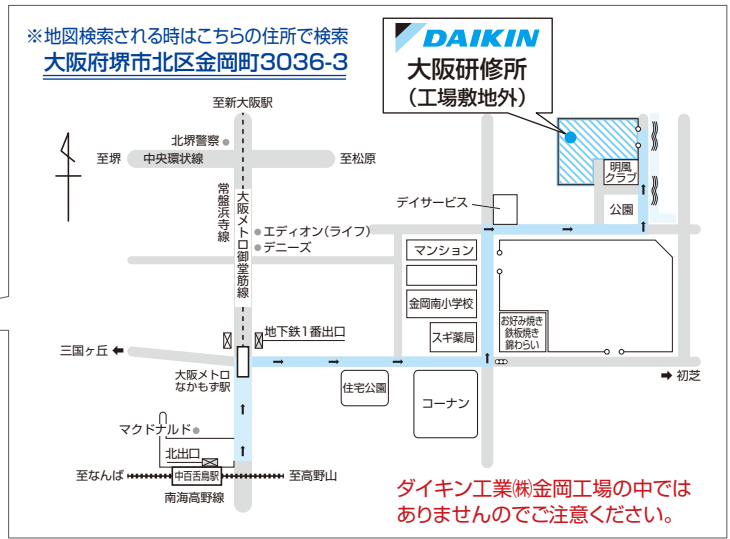 ※地図検索される時はこちらの住所で検索
大阪府堺市北区金岡町3036-3
DAIKIN
大阪研修所
（工場敷地外）
至新大阪駅
北堺警察
至堺
中央環状線
至松原
常盤浜寺線
大阪メトロ御堂筋線
エディオン（ライフ）
デニーズ
デイサービス
明風
クラブ
公園
マンション
金岡南小学校
スギ薬局
お好み焼き
鉄板焼き
錦わらい
地下鉄1番出口
三国ヶ丘
大阪メトロ
なかもず駅
住宅公園
コーナン
初芝
マクドナルド
北出口
至なんば
中百舌鳥駅
至高野山
南海高野線
ダイキン工業㈱金岡工場の中では
ありませんのでご注意ください。